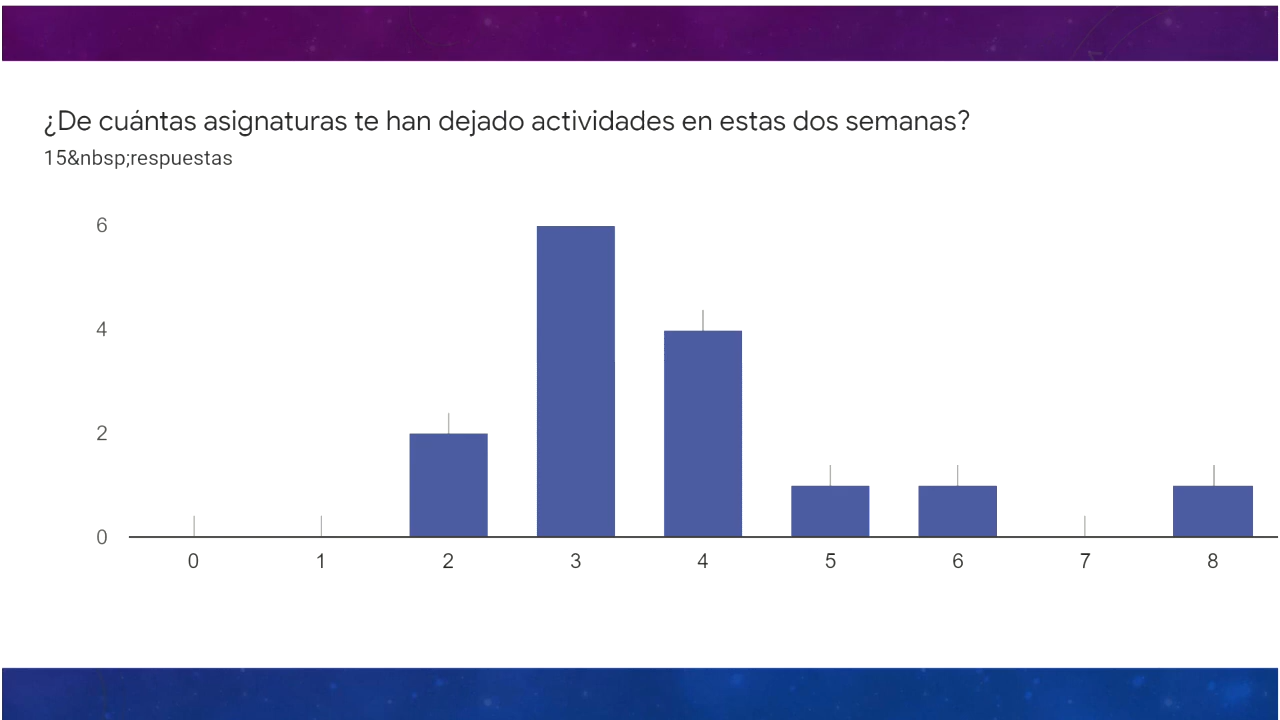 ¿De cuántas asignaturas te han dejado actividades en estas dos semanas?
15&nbsp;respuestas
6
4
2
0
0 1 2 3 4 5 6 7 8